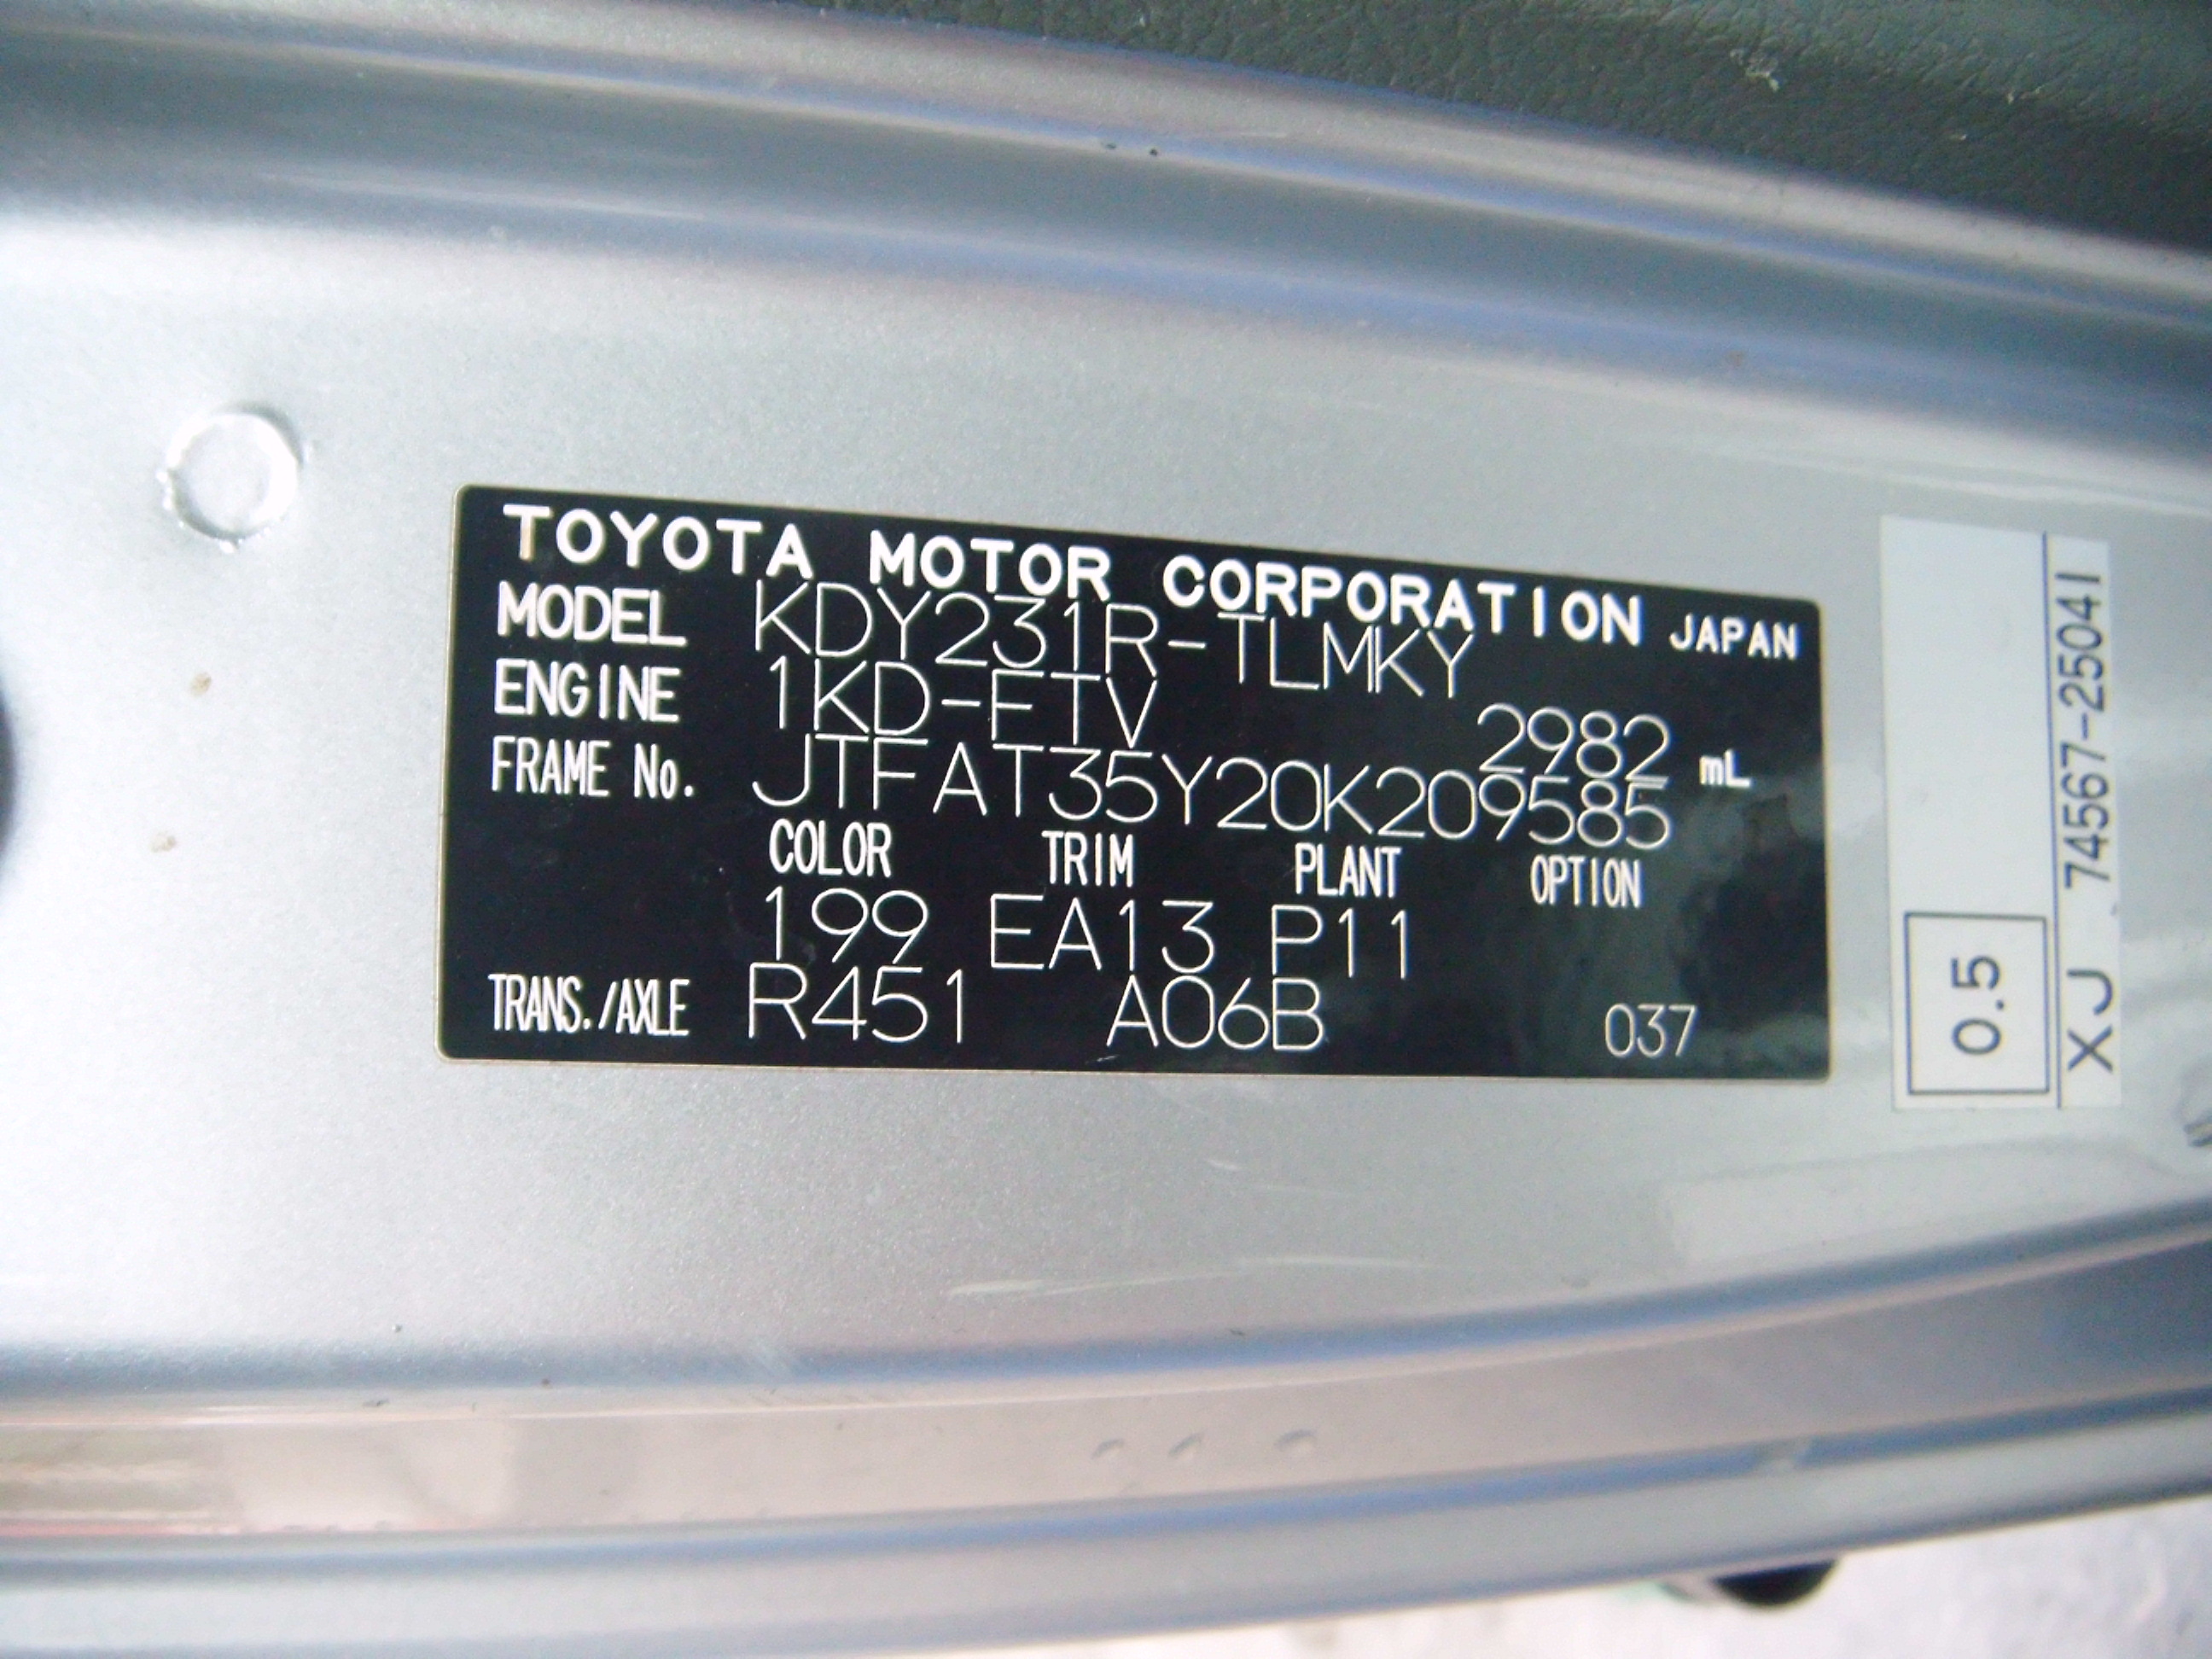 TOYOTA MOTOR CORPORATION JAPAN
MODEL KDY231R-TLMKY
ENGINE 1KD-FTV 2982 mL
FRAME No. JTFAT35Y20K209585
COLOR TRIM PLANT OPTION
199 EA13 P11
TRANS./AXLE R451 A06B 037
0.5
XJ 74567-25041